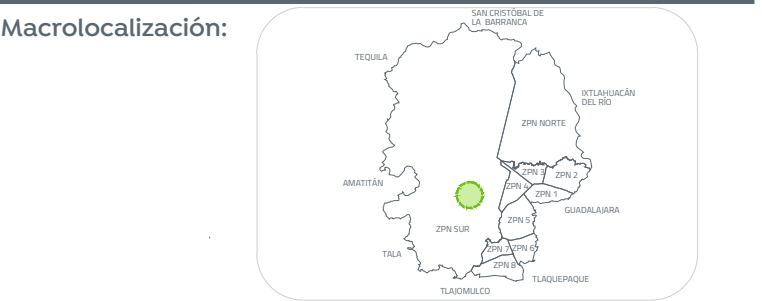 Macrolocalización:
SAN CRISTÓBAL DE
LA BARRANCA
TEQUILA
IXTLAHUACÁN
DEL RÍO
ZPN NORTE
ZPN 3
ZPN 2
AMATITÁN
ZPN 4
ZPN 1
GUADALAJARA
ZPN 5
ZPN SUR
ZPN 7
ZPN 6
TALA
ZPN 8
TLAQUEPAQUE
TLAJOMULCO